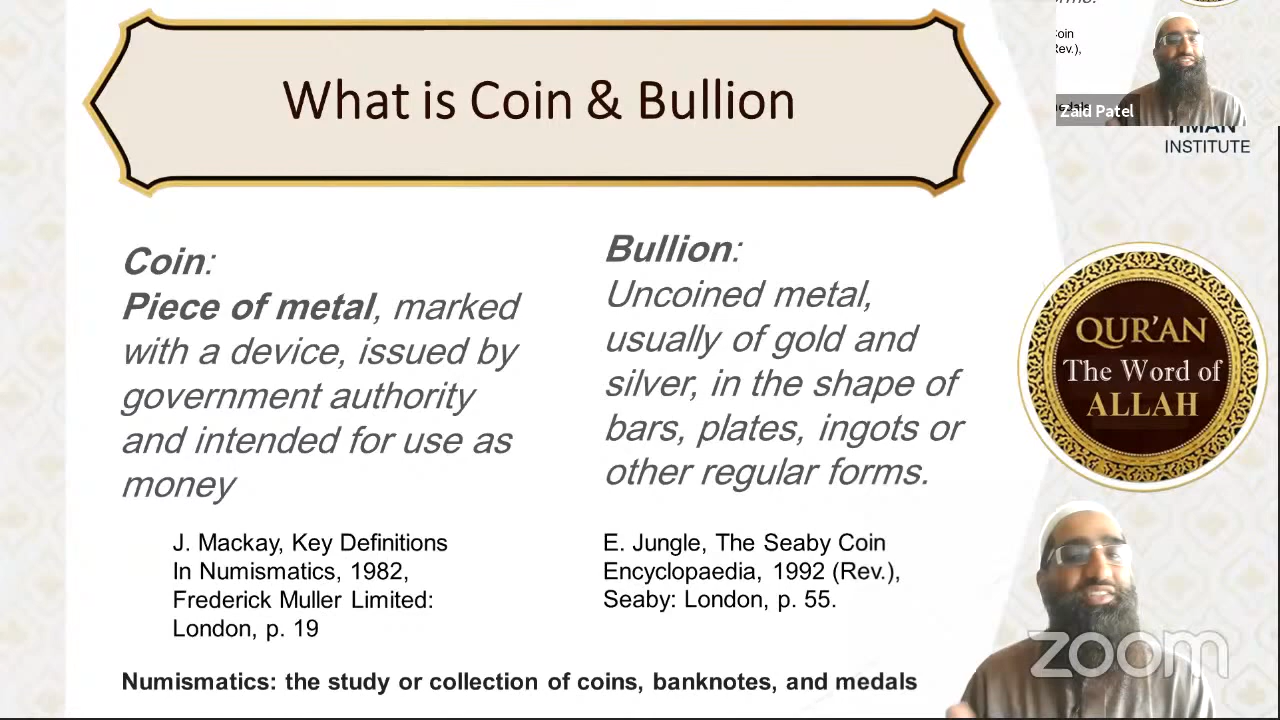 What is Coin & Bullion
Coin:
Piece of metal, marked
with a device, issued by
government authority
and intended for use as
money
J. Mackay, Key Definitions
In Numismatics, 1982,
Frederick Muller Limited:
London, p. 19
Bullion:
Uncoined metal,
usually of gold and
silver, in the shape of
bars, plates, ingots or
other regular forms.
E. Jungle, The Seaby Coin
Encyclopaedia, 1992 (Rev.),
Seaby: London, p. 55.
Numismatics: the study or collection of coins, banknotes, and medals
Zaid Patel
IMAN
INSTITUTE
QUR'AN
The Word of
ALLAH
zoom